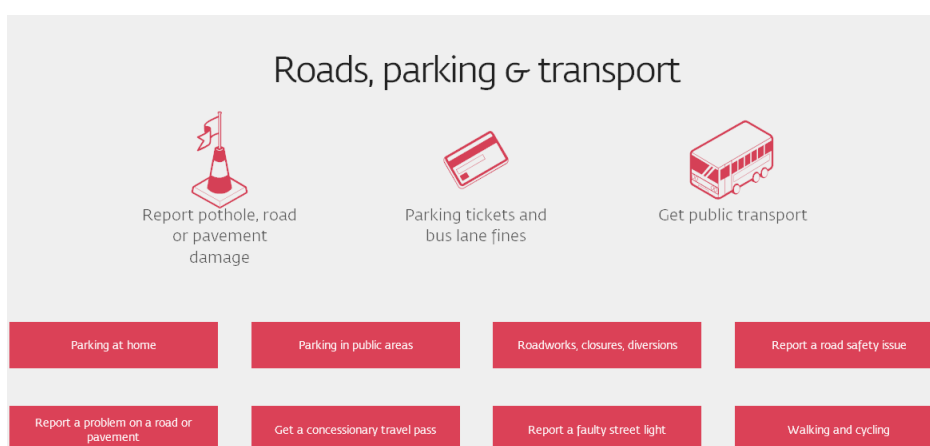 Roads, parking & transport
Report pothole, road
or pavement
damage
Parking tickets and
bus lane fines
Get public transport
Parking at home
Parking in public areas
Roadworks, closures, diversions
Report a road safety issue
Report a problem on a road or
pavement
Get a concessionary travel pass
Report a faulty street light
Walking and cycling